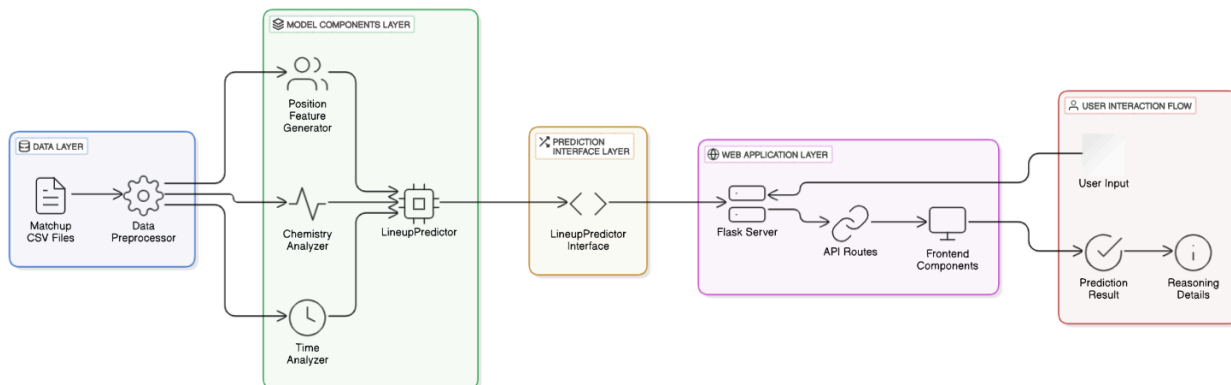 MODEL COMPONENTS LAYER
Position
Feature
Generator
Chemistry
Analyzer
Time
Analyzer
LineupPredictor
DATA LAYER
Matchup
CSV Files
Data
Preprocessor
PREDICTION
INTERFACE LAYER
LineupPredictor
Interface
WEB APPLICATION LAYER
Flask Server
API Routes
Frontend
Components
USER INTERACTION FLOW
User Input
Prediction
Result
Reasoning
Details